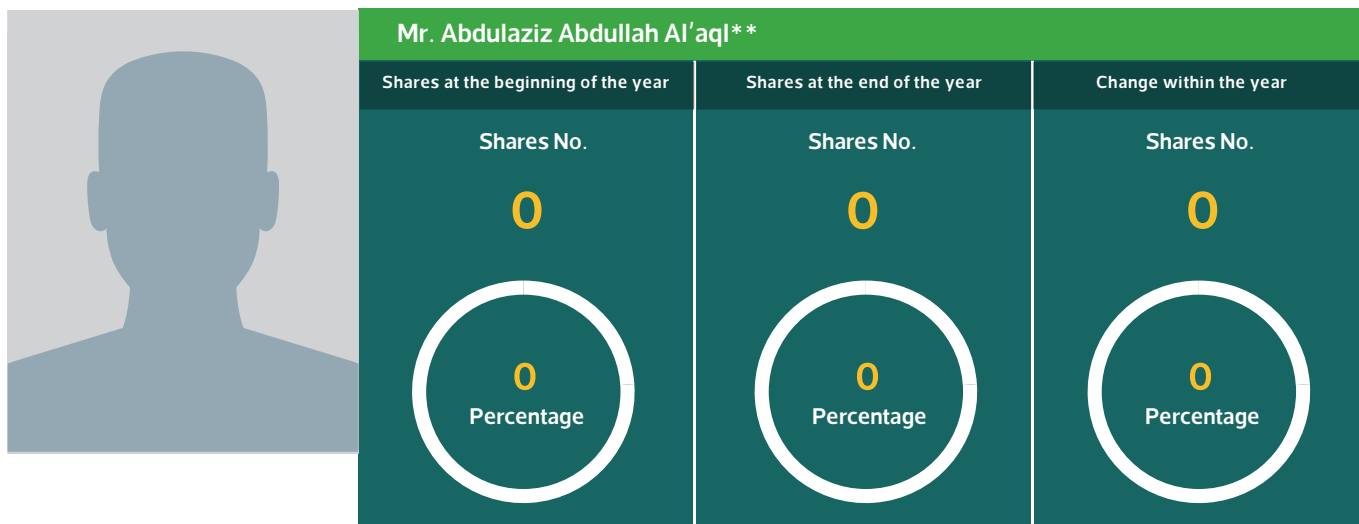 Mr. Abdulaziz Abdullah Al’aql**
Shares at the beginning of the year
Shares at the end of the year
Change within the year
Shares No.
Shares No.
Shares No.
0
0
0
0
0
0
Percentage
Percentage
Percentage